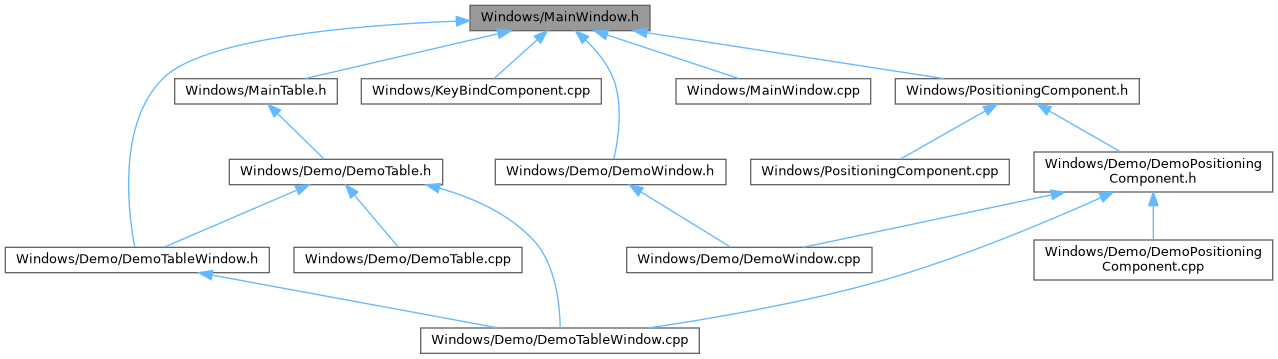 Windows/MainWindow.h
Windows/MainTable.h
Windows/KeyBindComponent.cpp
Windows/MainWindow.cpp
Windows/PositioningComponent.h
Windows/Demo/DemoTable.h
Windows/Demo/DemoWindow.h
Windows/PositioningComponent.cpp
Windows/Demo/DemoPositioning
Component.h
Windows/Demo/DemoTableWindow.h
Windows/Demo/DemoTable.cpp
Windows/Demo/DemoWindow.cpp
Windows/Demo/DemoPositioning
Component.cpp
Windows/Demo/DemoTableWindow.cpp